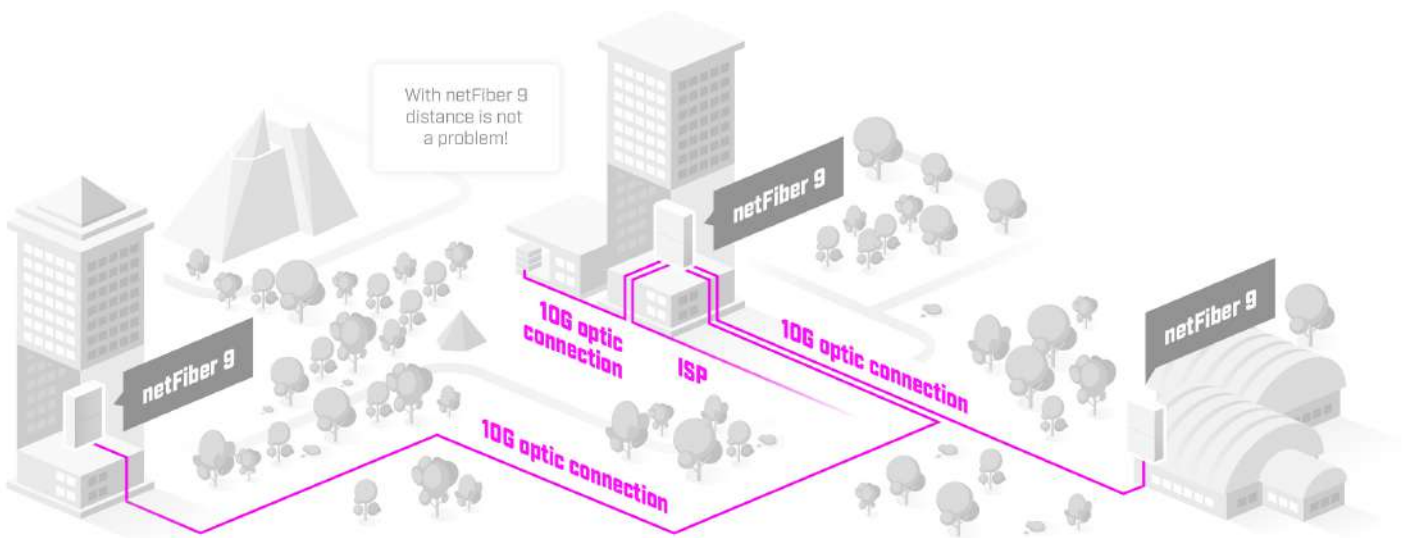 With netFiber 9
distance is not
a problem!
netFiber 9
netFiber 9
netFiber 9
10G optic
connection
ISP
10G optic connection
10G optic connection